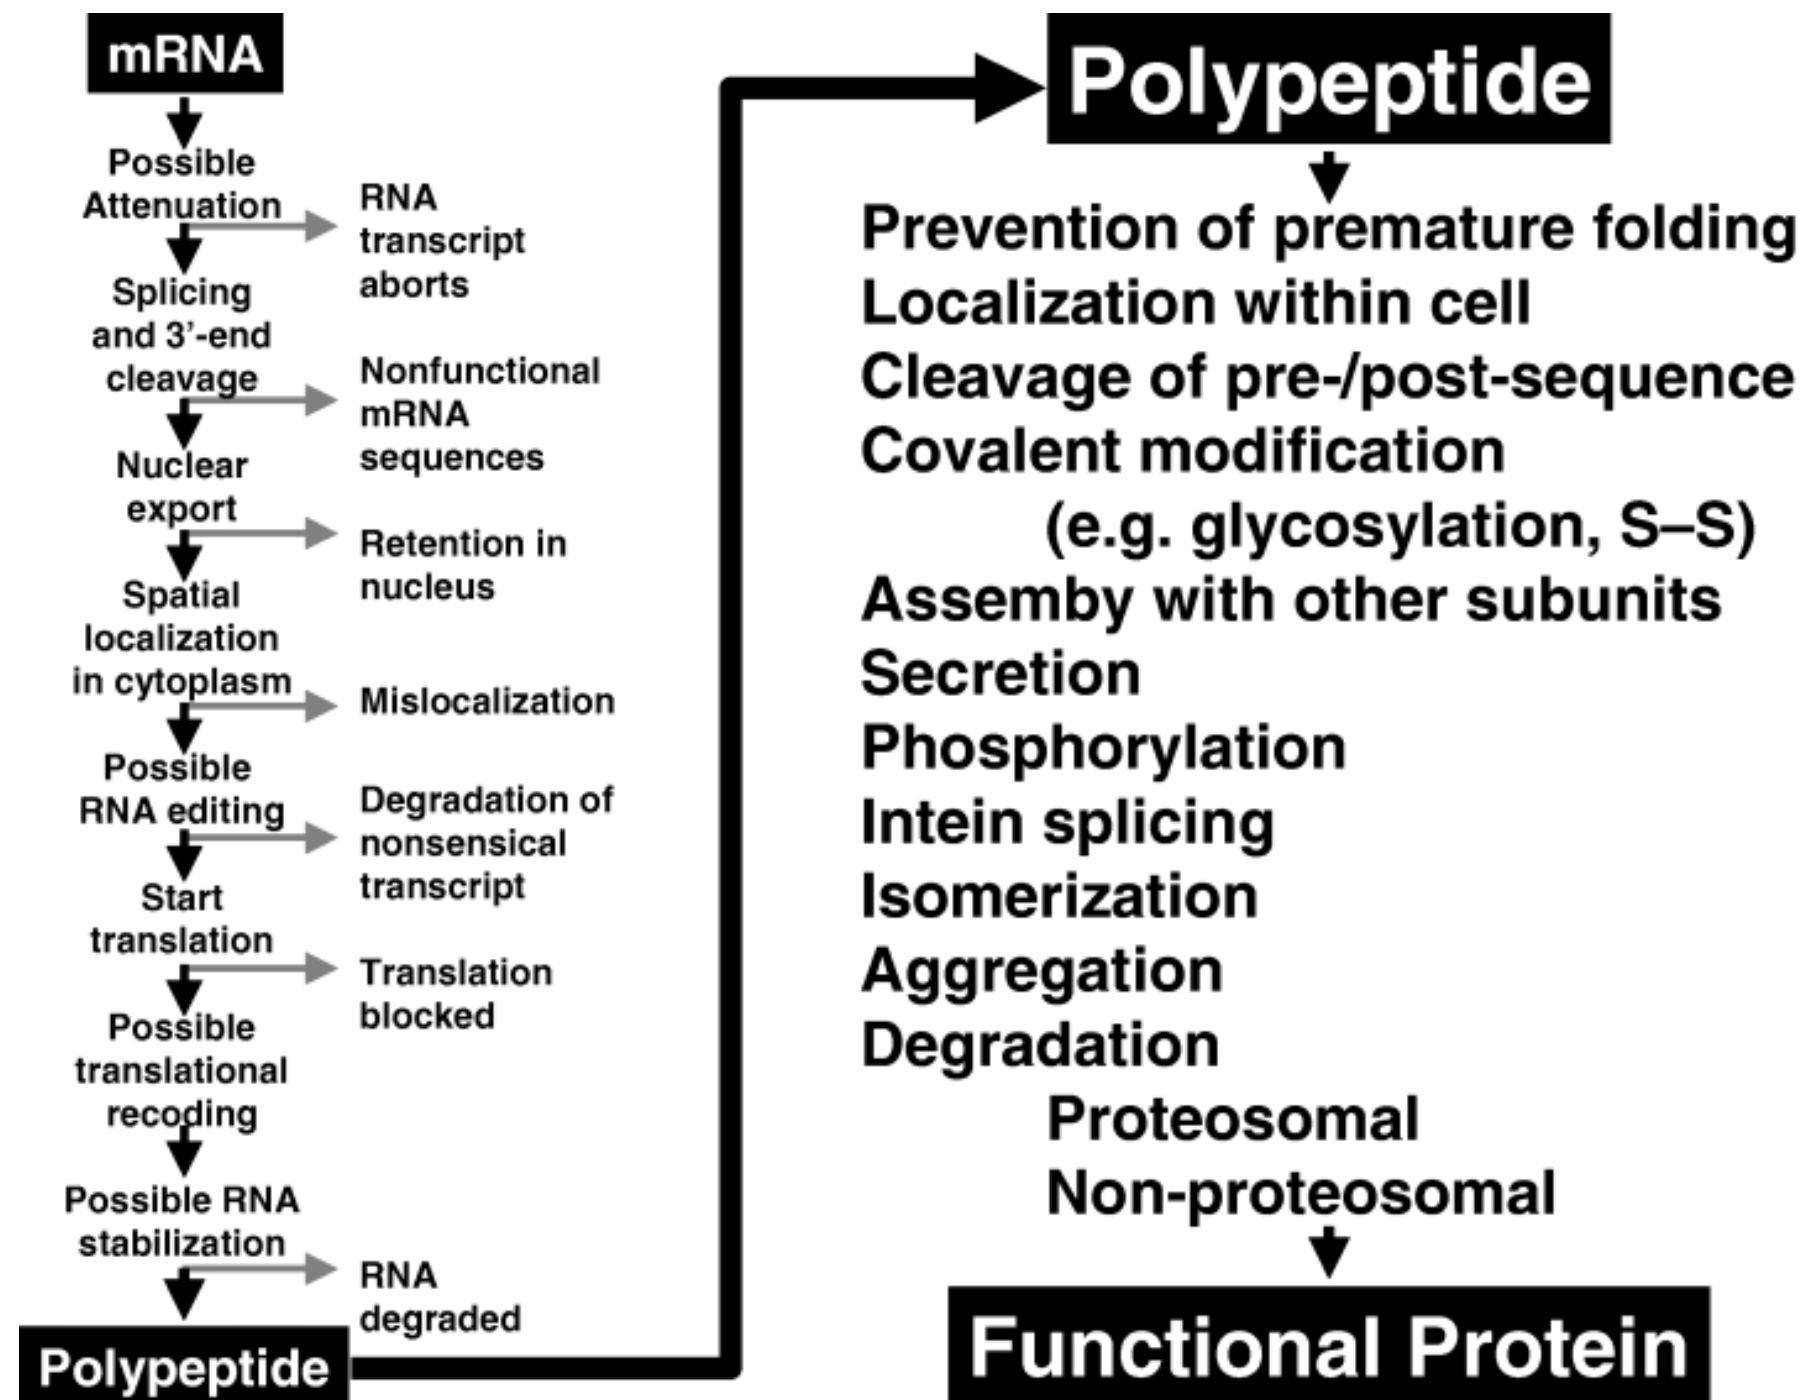 mRNA
Possible
Attenuation
RNA
transcript
aborts
Splicing
and 3’-end
cleavage
Nonfunctional
mRNA
sequences
Nuclear
export
Retention in
nucleus
Spatial
localization
in cytoplasm
Mislocalization
Possible
RNA editing
Degradation of
nonsensical
transcript
Start
translation
Translation
blocked
Possible
translational
recoding
Possible RNA
stabilization
RNA
degraded
Polypeptide
Polypeptide
Prevention of premature folding
Localization within cell
Cleavage of pre-/post-sequence
Covalent modification
(e.g. glycosylation, S–S)
Assemby with other subunits
Secretion
Phosphorylation
Intein splicing
Isomerization
Aggregation
Degradation
Proteosomal
Non-proteosomal
Functional Protein